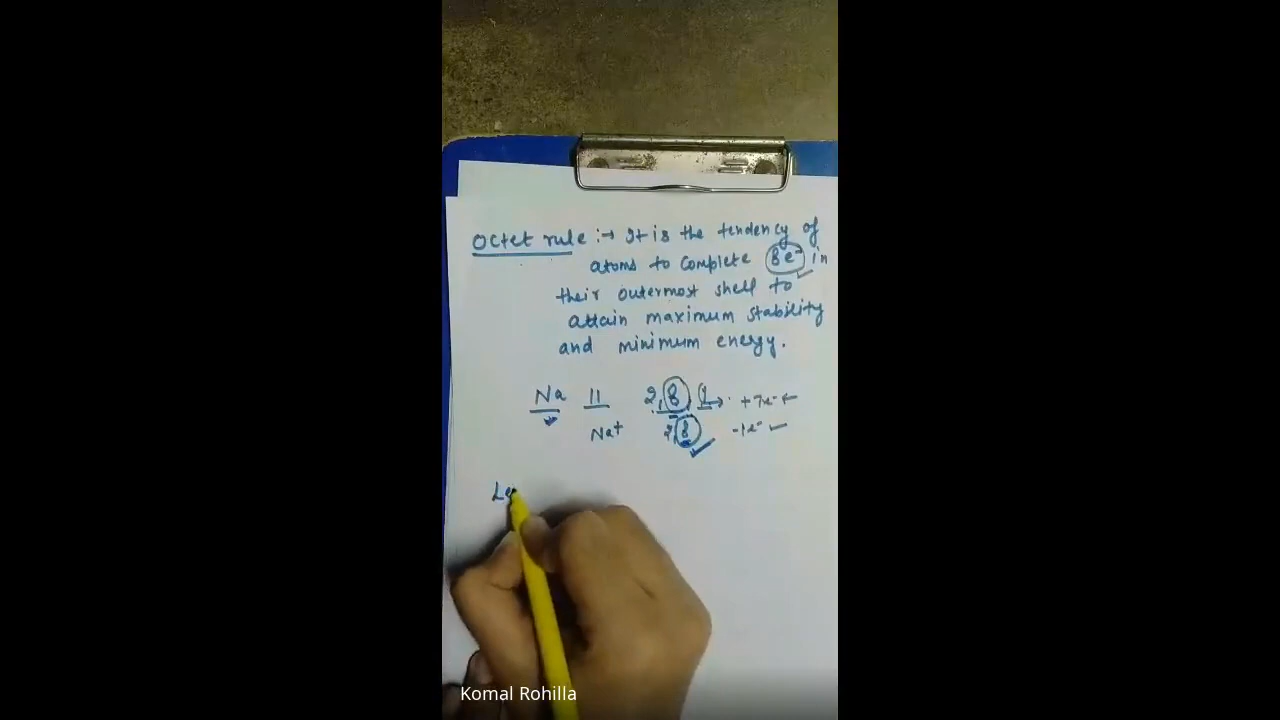 Octet rule :→ It is the tendency of
atoms to complete 8e⁻ in
their outermost shell to
attain maximum stability
and minimum energy.
Na 11 2,8,1 → +7e⁻ ←
Na⁺ 2,8 -1e⁻
Le
Komal Rohilla